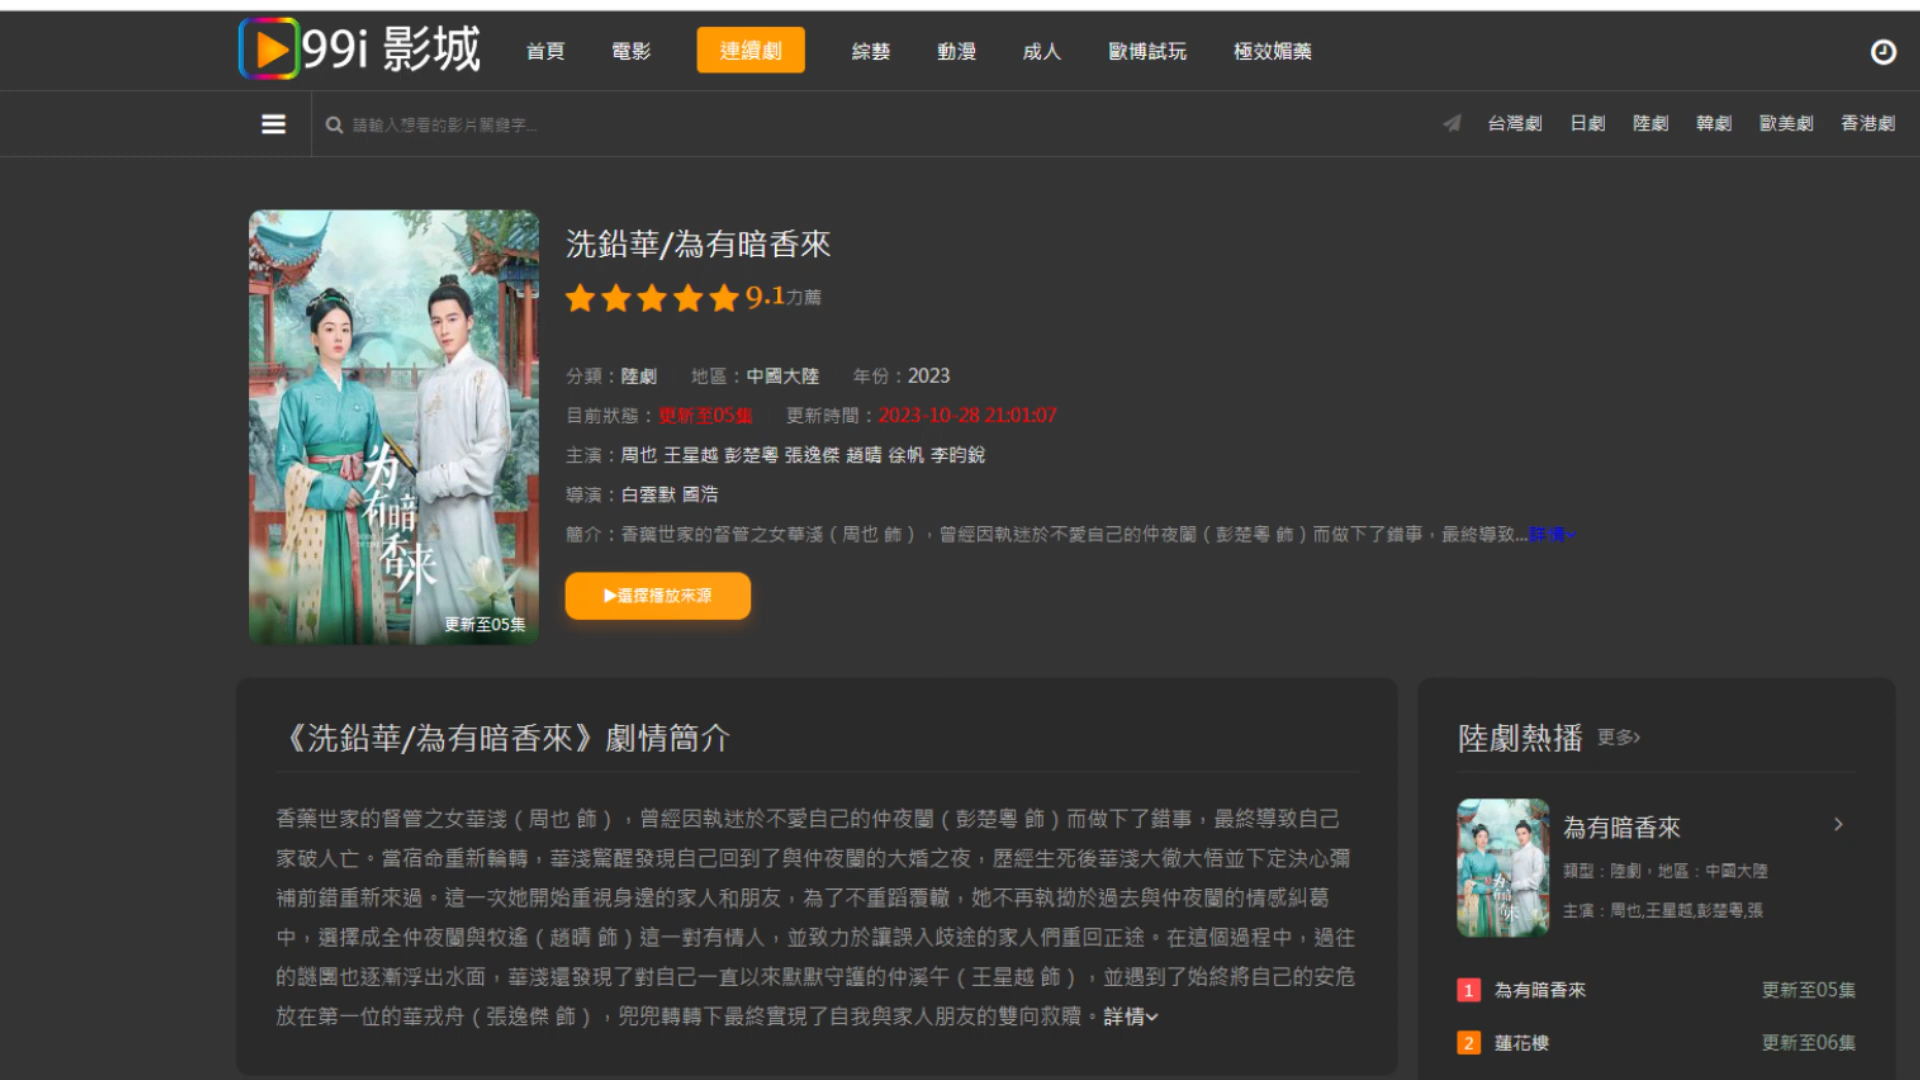 99i 影城
首頁 電影 連續劇 綜藝 動漫 成人 歐博試玩 極效媚藥
請輸入想看的影片關鍵字...
台灣劇 日劇 陸劇 韓劇 歐美劇 香港劇
为有暗香来
更新至05集
洗鉛華/為有暗香來
9.1力薦
分類：陸劇 地區：中國大陸 年份：2023
目前狀態：更新至05集 更新時間：2023-10-28 21:01:07
主演：周也 王星越 彭楚粵 張逸傑 趙晴 徐帆 李昀銳
導演：白雲默 國浩
簡介：香藥世家的督管之女華淺（周也 飾），曾經因執迷於不愛自己的仲夜闌（彭楚粵 飾）而做下了錯事，最終導致...詳情
選擇播放來源
《洗鉛華/為有暗香來》劇情簡介
香藥世家的督管之女華淺（周也 飾），曾經因執迷於不愛自己的仲夜闌（彭楚粵 飾）而做下了錯事，最終導致自己
家破人亡。當宿命重新輪轉，華淺驚醒發現自己回到了與仲夜闌的大婚之夜，歷經生死後華淺大徹大悟並下定決心彌
補前錯重新來過。這一次她開始重視身邊的家人和朋友，為了不重蹈覆轍，她不再執拗於過去與仲夜闌的情感糾葛
中，選擇成全仲夜闌與牧遙（趙晴 飾）這一對有情人，並致力於讓誤入歧途的家人們重回正途。在這個過程中，過往
的謎團也逐漸浮出水面，華淺還發現了對自己一直以來默默守護的仲溪午（王星越 飾），並遇到了始終將自己的安危
放在第一位的華戎舟（張逸傑 飾），兜兜轉轉下最終實現了自我與家人朋友的雙向救贖。詳情
陸劇熱播 更多
為有暗香來
類型：陸劇，地區：中國大陸
主演：周也,王星越,彭楚粵,張
1 為有暗香來 更新至05集
2 蓮花樓 更新至06集